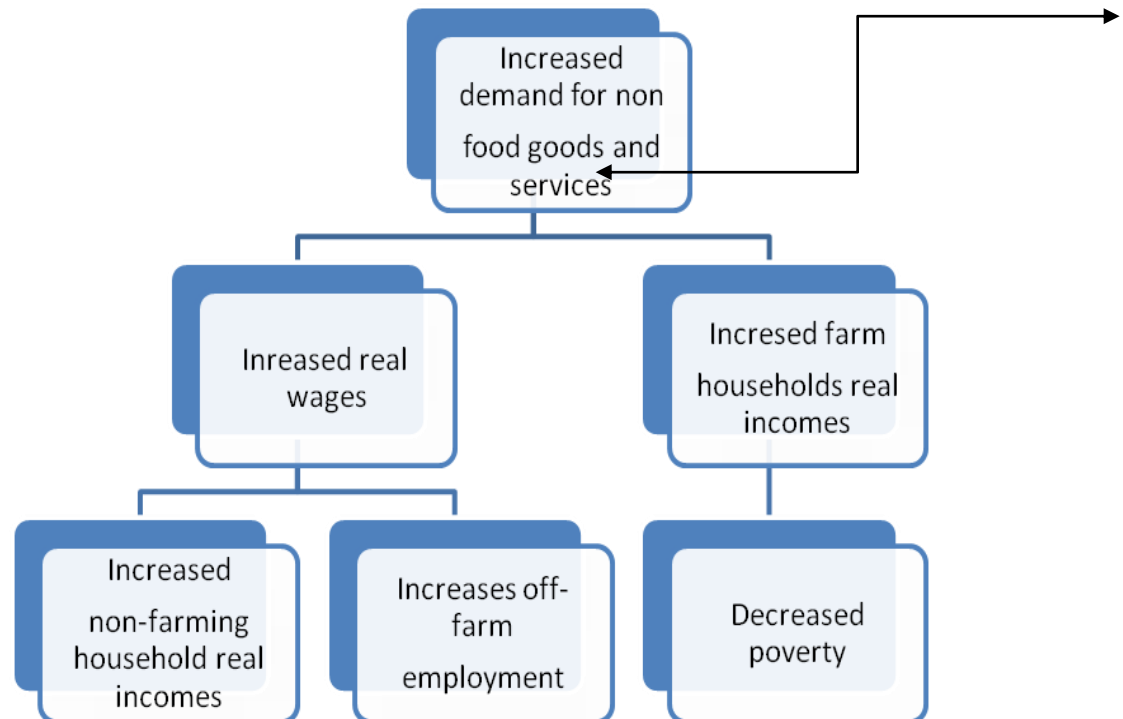 Increased
demand for non
food goods and
services
Inreased real
wages
Incresed farm
households real
incomes
Increased
non-farming
household real
incomes
Increases off-
farm
employment
Decreased
poverty